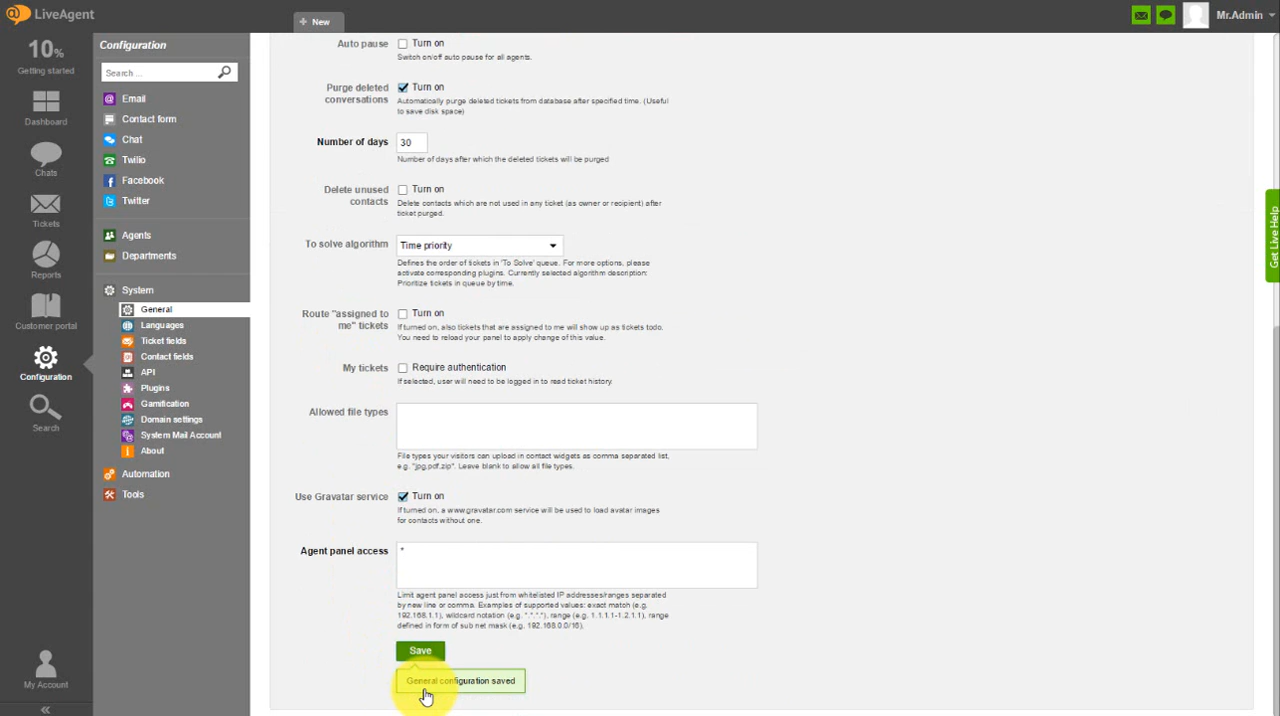 LiveAgent
+ New
Mr.Admin
10%
Getting started
Dashboard
Chats
Tickets
Reports
Customer portal
Configuration
Search
My Account
«
Configuration
Search ...
Email
Contact form
Chat
Twilio
Facebook
Twitter
Agents
Departments
System
General
Languages
Ticket fields
Contact fields
API
Plugins
Gamification
Domain settings
System Mail Account
About
Automation
Tools
Auto pause
Turn on
Switch on/off auto pause for all agents.
Purge deleted
conversations
Turn on
Automatically purge deleted tickets from database after specified time. (Useful
to save disk space)
Number of days
30
Number of days after which the deleted tickets will be purged
Delete unused
contacts
Turn on
Delete contacts which are not used in any ticket (as owner or recipient) after
ticket purged.
To solve algorithm
Time priority
Defines the order of tickets in 'To Solve' queue. For more options, please
activate corresponding plugins. Currently selected algorithm description:
Prioritize tickets in queue by time.
Route "assigned to
me" tickets
Turn on
If turned on, also tickets that are assigned to me will show up as tickets todo.
You need to reload your panel to apply change of this value.
My tickets
Require authentication
If selected, user will need to be logged in to read ticket history.
Allowed file types
File types your visitors can upload in contact widgets as comma separated list,
e.g. "jpg,pdf,zip". Leave blank to allow all file types.
Use Gravatar service
Turn on
If turned on, a www.gravatar.com service will be used to load avatar images
for contacts without one.
Agent panel access
*
Limit agent panel access just from whitelisted IP addresses/ranges separated
by new line or comma. Examples of supported values: exact match (e.g.
192.168.1.1), wildcard notation (e.g. *.*.*.*), range (e.g. 1.1.1.1-1.2.1.1), range
defined in form of sub net mask (e.g. 192.168.0.0/16).
Save
General configuration saved
Get Live Help